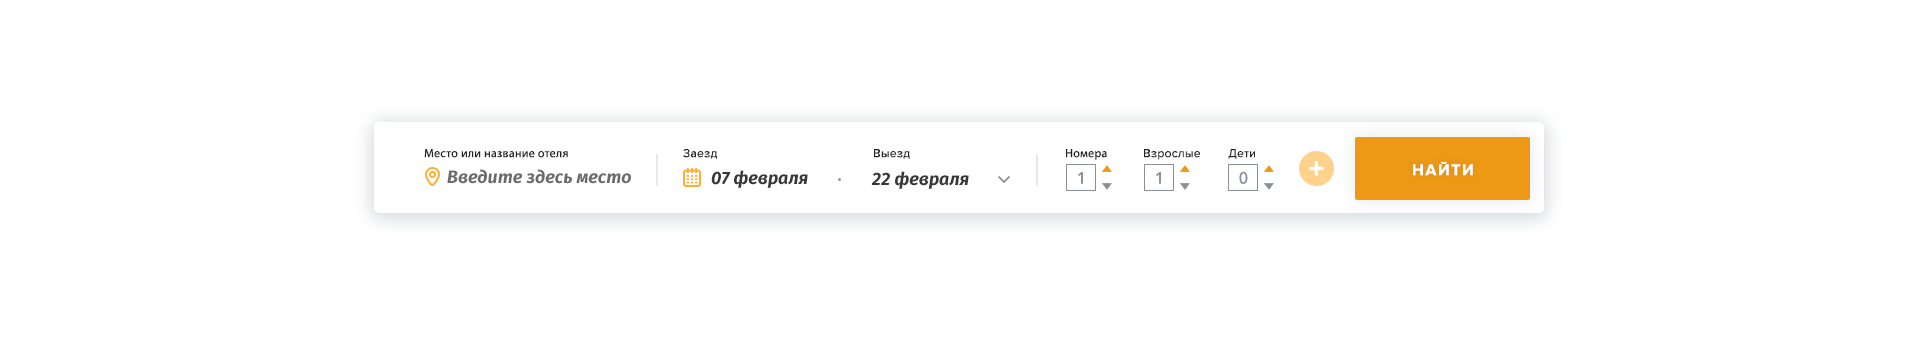 Место или название отеля
Введите здесь место
Заезд
07 февраля
Выезд
22 февраля
Номера
1
Взрослые
1
Дети
0
НАЙТИ